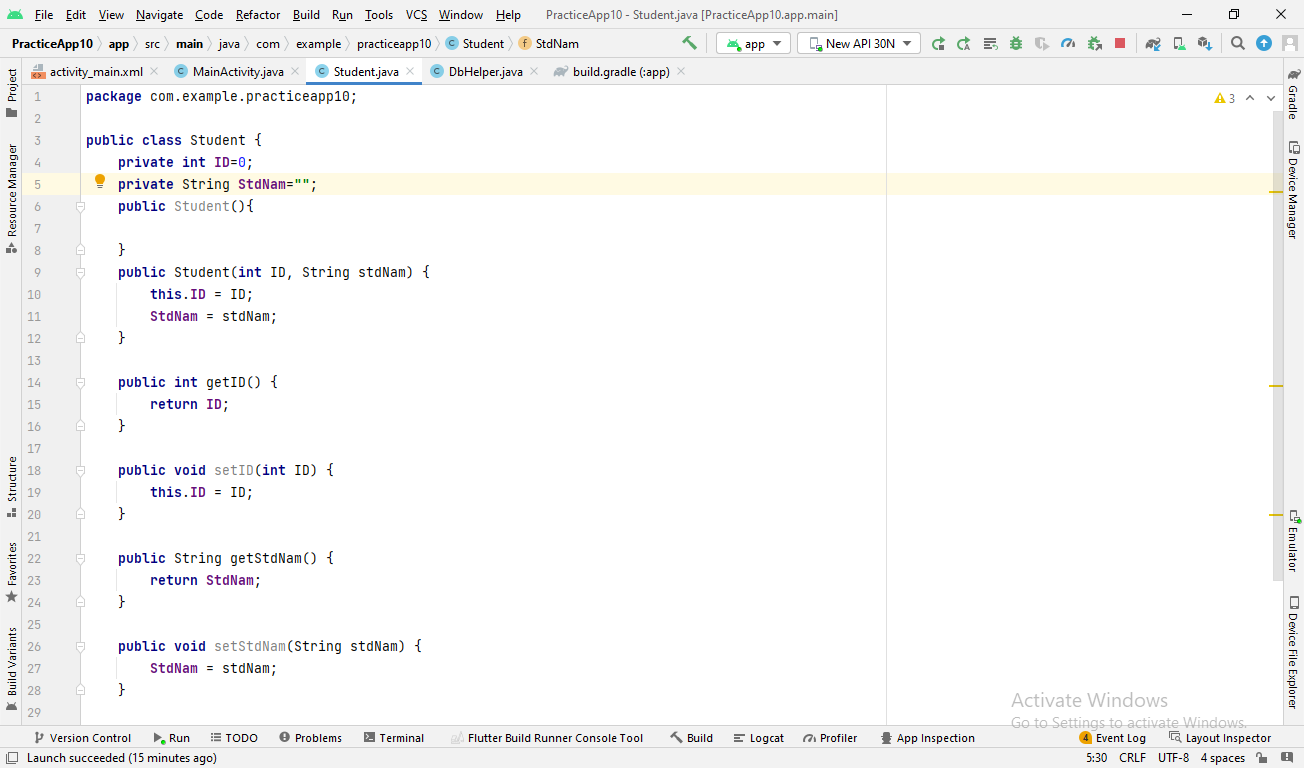 File Edit View Navigate Code Refactor Build Run Tools VCS Window Help PracticeApp10 - Student.java [PracticeApp10.app.main]
PracticeApp10 app src main java com example practiceapp10 C Student f StdNam app New API 30N
activity_main.xml C MainActivity.java C Student.java C DbHelper.java build.gradle (:app)
1 package com.example.practiceapp10;
2
3 public class Student {
4 private int ID=0;
5 private String StdNam="";
6 public Student(){
7
8 }
9 public Student(int ID, String stdNam) {
10 this.ID = ID;
11 StdNam = stdNam;
12 }
13
14 public int getID() {
15 return ID;
16 }
17
18 public void setID(int ID) {
19 this.ID = ID;
20 }
21
22 public String getStdNam() {
23 return StdNam;
24 }
25
26 public void setStdNam(String stdNam) {
27 StdNam = stdNam;
28 }
29
3
Project
Resource Manager
Structure
Favorites
Build Variants
Gradle
Device Manager
Emulator
Device File Explorer
Activate Windows
Go to Settings to activate Windows.
Version Control Run TODO Problems Terminal Flutter Build Runner Console Tool Build Logcat Profiler App Inspection 4 Event Log Layout Inspector
Launch succeeded (15 minutes ago) 5:30 CRLF UTF-8 4 spaces